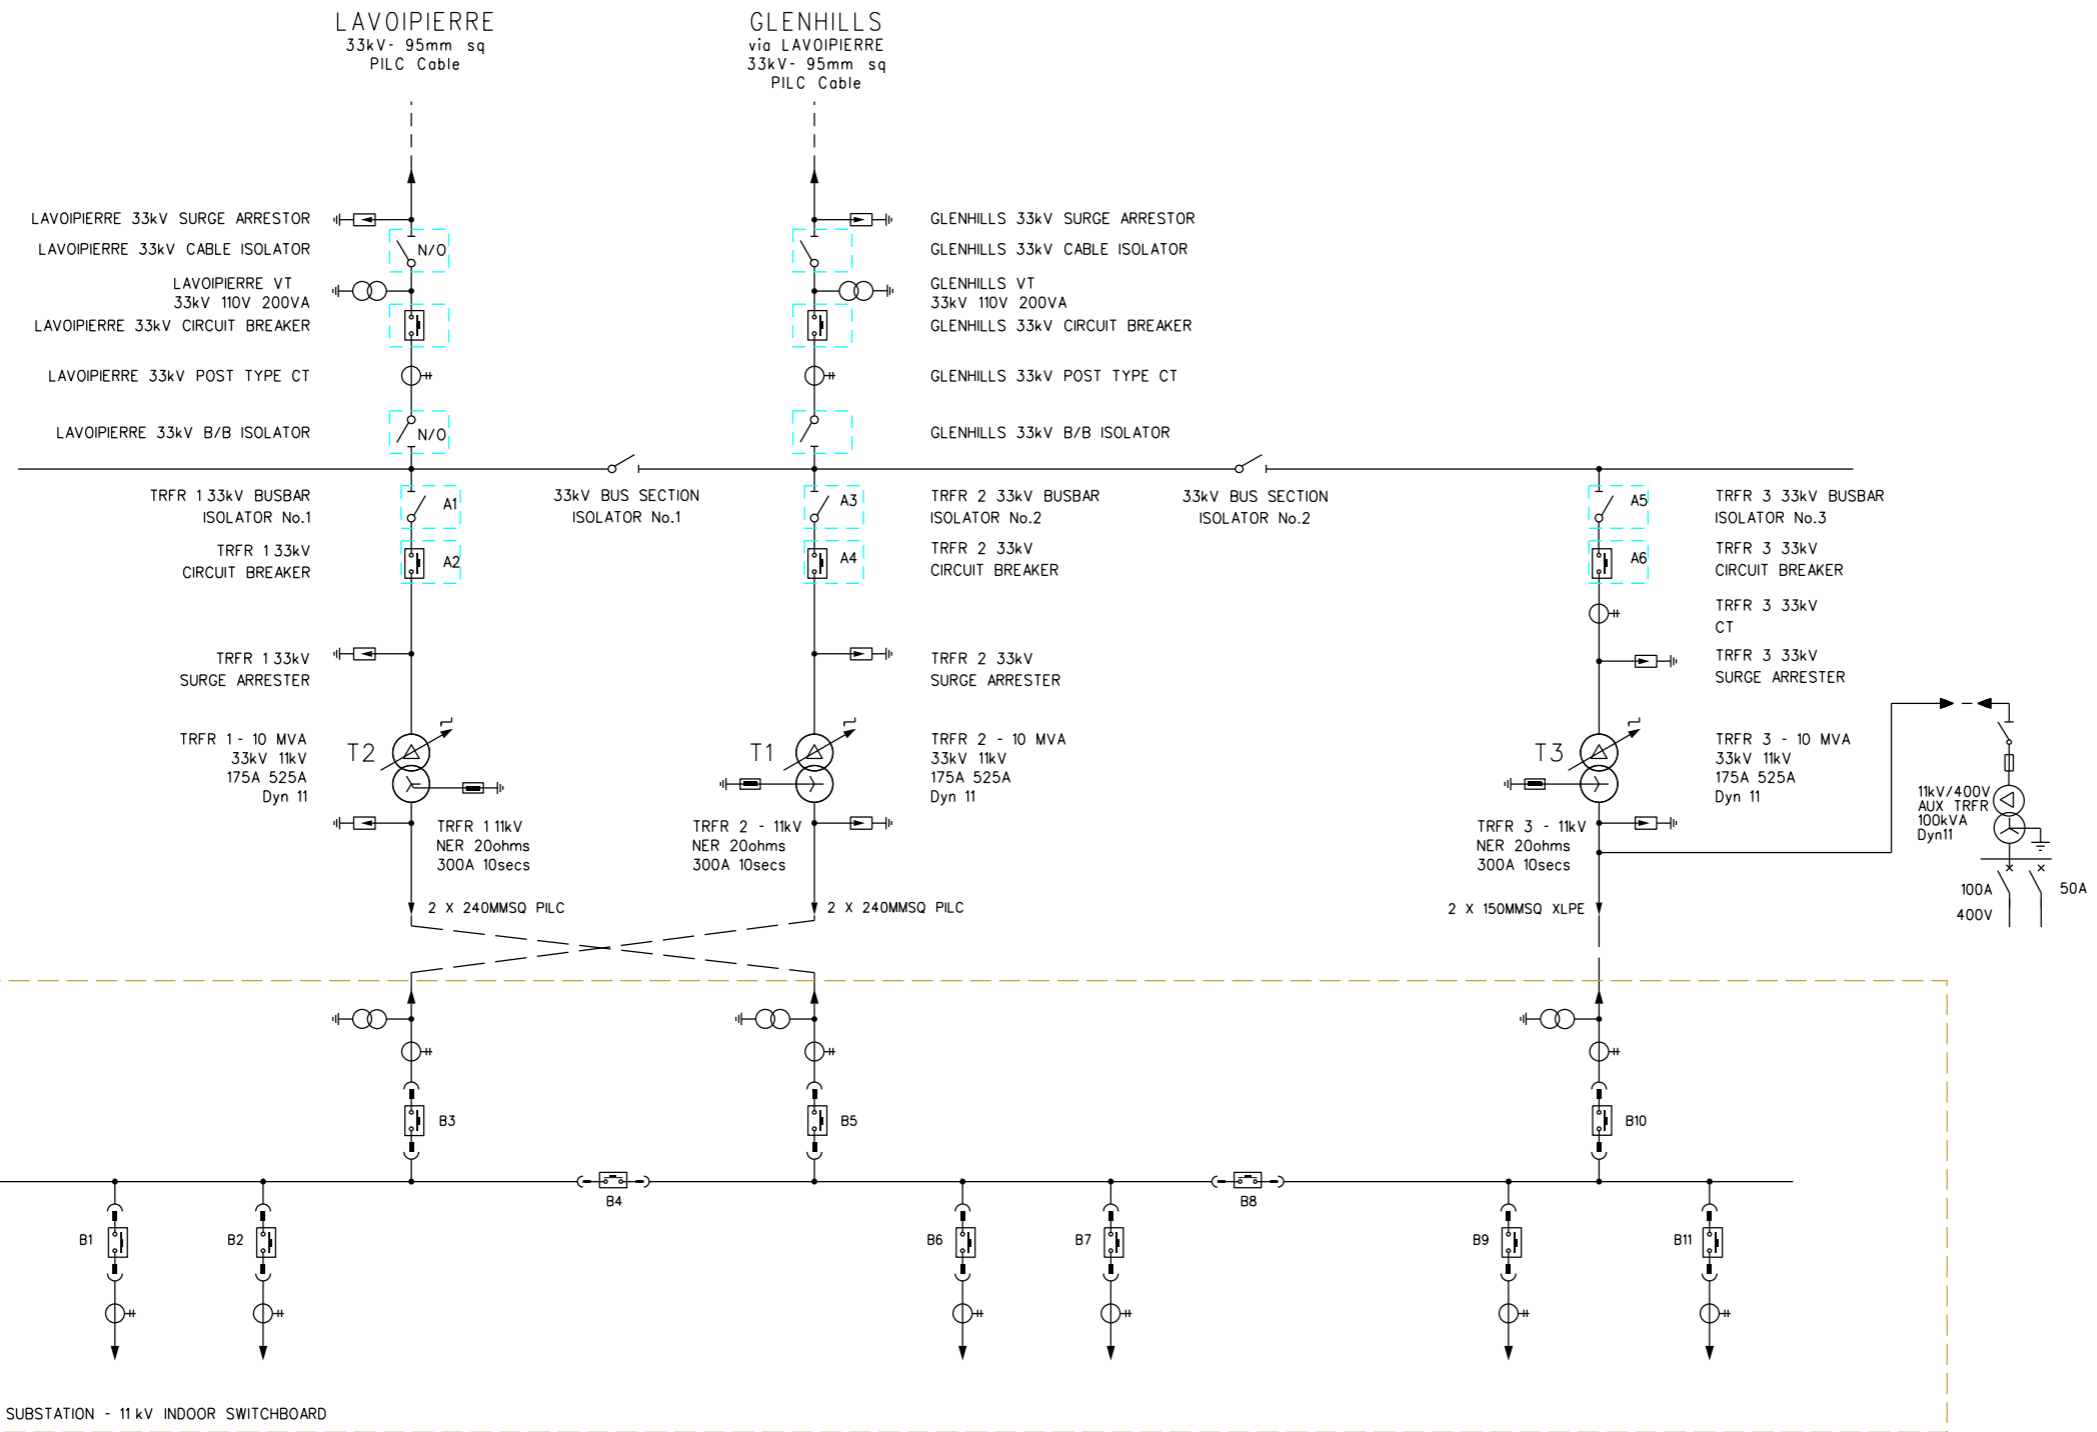 LAVOIPIERRE
33kV- 95mm sq
PILC Cable
GLENHILLS
via LAVOIPIERRE
33kV- 95mm sq
PILC Cable
LAVOIPIERRE 33kV SURGE ARRESTOR
LAVOIPIERRE 33kV CABLE ISOLATOR
N/O
LAVOIPIERRE VT
33kV 110V 200VA
LAVOIPIERRE 33kV CIRCUIT BREAKER
LAVOIPIERRE 33kV POST TYPE CT
LAVOIPIERRE 33kV B/B ISOLATOR
N/O
GLENHILLS 33kV SURGE ARRESTOR
GLENHILLS 33kV CABLE ISOLATOR
GLENHILLS VT
33kV 110V 200VA
GLENHILLS 33kV CIRCUIT BREAKER
GLENHILLS 33kV POST TYPE CT
GLENHILLS 33kV B/B ISOLATOR
TRFR 1 33kV BUSBAR
ISOLATOR No.1
A1
33kV BUS SECTION
ISOLATOR No.1
A3
TRFR 2 33kV BUSBAR
ISOLATOR No.2
33kV BUS SECTION
ISOLATOR No.2
A5
TRFR 3 33kV BUSBAR
ISOLATOR No.3
TRFR 1 33kV
CIRCUIT BREAKER
A2
A4
TRFR 2 33kV
CIRCUIT BREAKER
A6
TRFR 3 33kV
CIRCUIT BREAKER
TRFR 3 33kV
CT
TRFR 1 33kV
SURGE ARRESTER
TRFR 2 33kV
SURGE ARRESTER
TRFR 3 33kV
SURGE ARRESTER
TRFR 1 - 10 MVA
33kV 11kV
175A 525A
Dyn 11
T2
T1
TRFR 2 - 10 MVA
33kV 11kV
175A 525A
Dyn 11
T3
TRFR 3 - 10 MVA
33kV 11kV
175A 525A
Dyn 11
11kV/400V
AUX TRFR
100kVA
Dyn11
TRFR 1 11kV
NER 20ohms
300A 10secs
TRFR 2 - 11kV
NER 20ohms
300A 10secs
TRFR 3 - 11kV
NER 20ohms
300A 10secs
100A
400V
50A
2 X 240MMSQ PILC
2 X 240MMSQ PILC
2 X 150MMSQ XLPE
B3
B5
B10
B4
B8
B1
B2
B6
B7
B9
B11
SUBSTATION - 11 kV INDOOR SWITCHBOARD